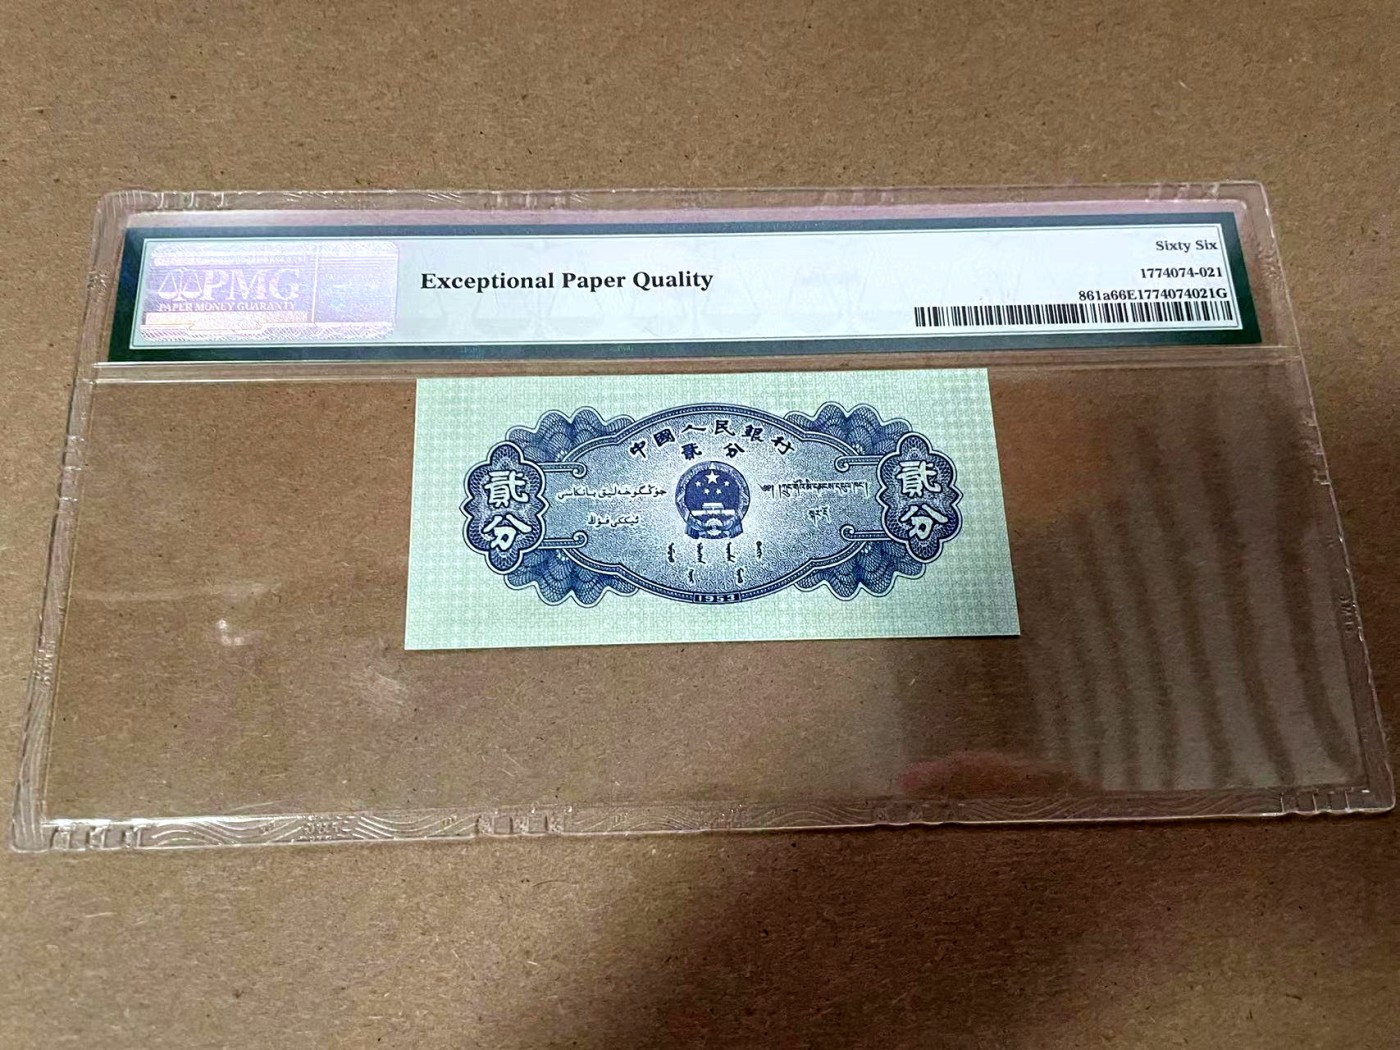 PMG
PAPER MONEY GUARANTY
Exceptional Paper Quality
Sixty Six
1774074-021
861a66E1774074021G
中國人民銀行
貳分
貳分
貳分
1953